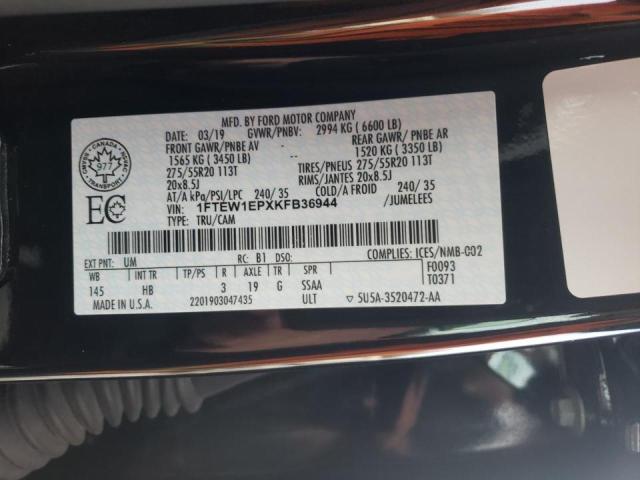 MFD. BY FORD MOTOR COMPANY
DATE: 03/19 GVWR/PNBV: 2994 KG ( 6600 LB)
FRONT GAWR/PNBE AV -- REAR GAWR/ PNBE AR
1565 KG ( 3450 LB) 1520 KG ( 3350 LB)
275/55R20 113T TIRES/PNEUS 275/55R20 113T
20x8.5J RIMS/JANTES 20x8.5J
AT/A kPa/PSI/LPC 240/ 35 COLD/FROID 240/ 35
VIN: 1FTEW1EPXKFB36944 /JUMELEES
TYPE: TRU/CAM
CANADA
977
TRANSPORT
EC
EXT PNT: UM RC: B1 DSO: COMPLIES: ICES/NMB-002
WB INT TR TP/PS R AXLE TR SPR F0093
145 HB 3 19 G SSAA T0371
MADE IN U.S.A. 2201903047435 ULT ▽ 5U5A-3520472-AA